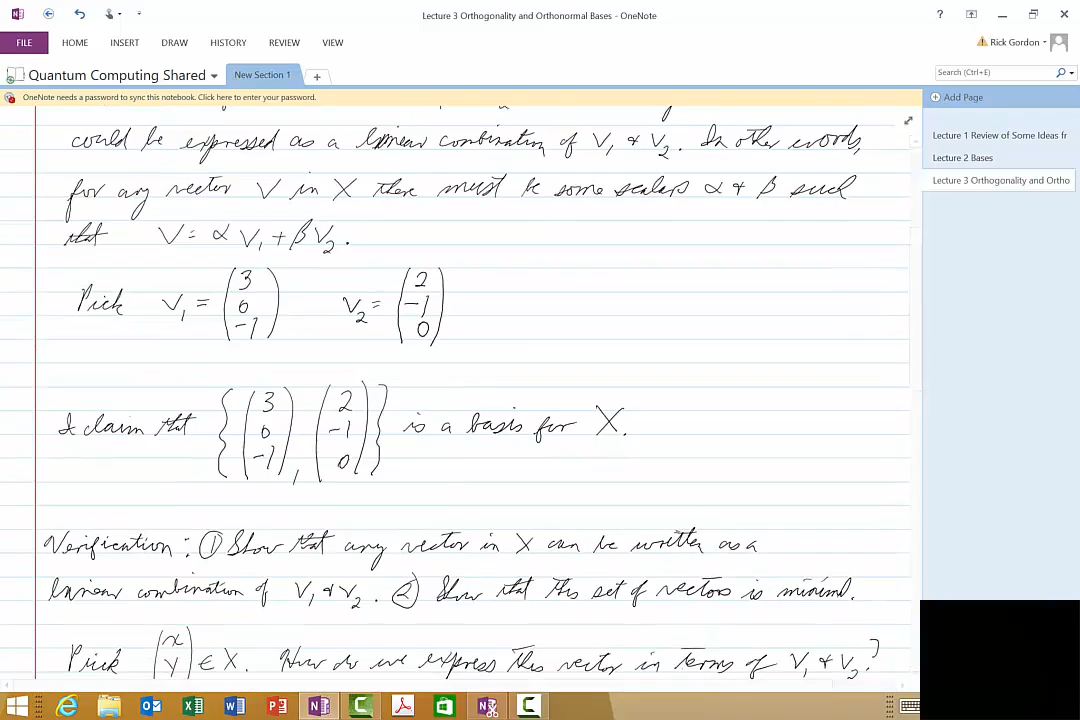 Lecture 3 Orthogonality and Orthonormal Bases - OneNote
?
FILE HOME INSERT DRAW HISTORY REVIEW VIEW
Rick Gordon
Quantum Computing Shared
New Section 1
+
Search (Ctrl+E)
OneNote needs a password to sync this notebook. Click here to enter your password.
Add Page
Lecture 1 Review of Some Ideas fr
Lecture 2 Bases
Lecture 3 Orthogonality and Ortho
could be expressed as a linear combination of V₁ & V₂. In other words,
for any vector V in X there must be some scalars α & β such
that V = α V₁ + β V₂.
Pick V₁ = (3 0 -1) V₂ = (2 -1 0)
I claim that { (3 0 -1), (2 -1 0) } is a basis for X.
Verification: ① Show that any vector in X can be written as a
linear combination of V₁ & V₂. ② Show that this set of vectors is minimal.
Pick (x y ∈ X. How do we express this vector in terms of V₁ & V₂?